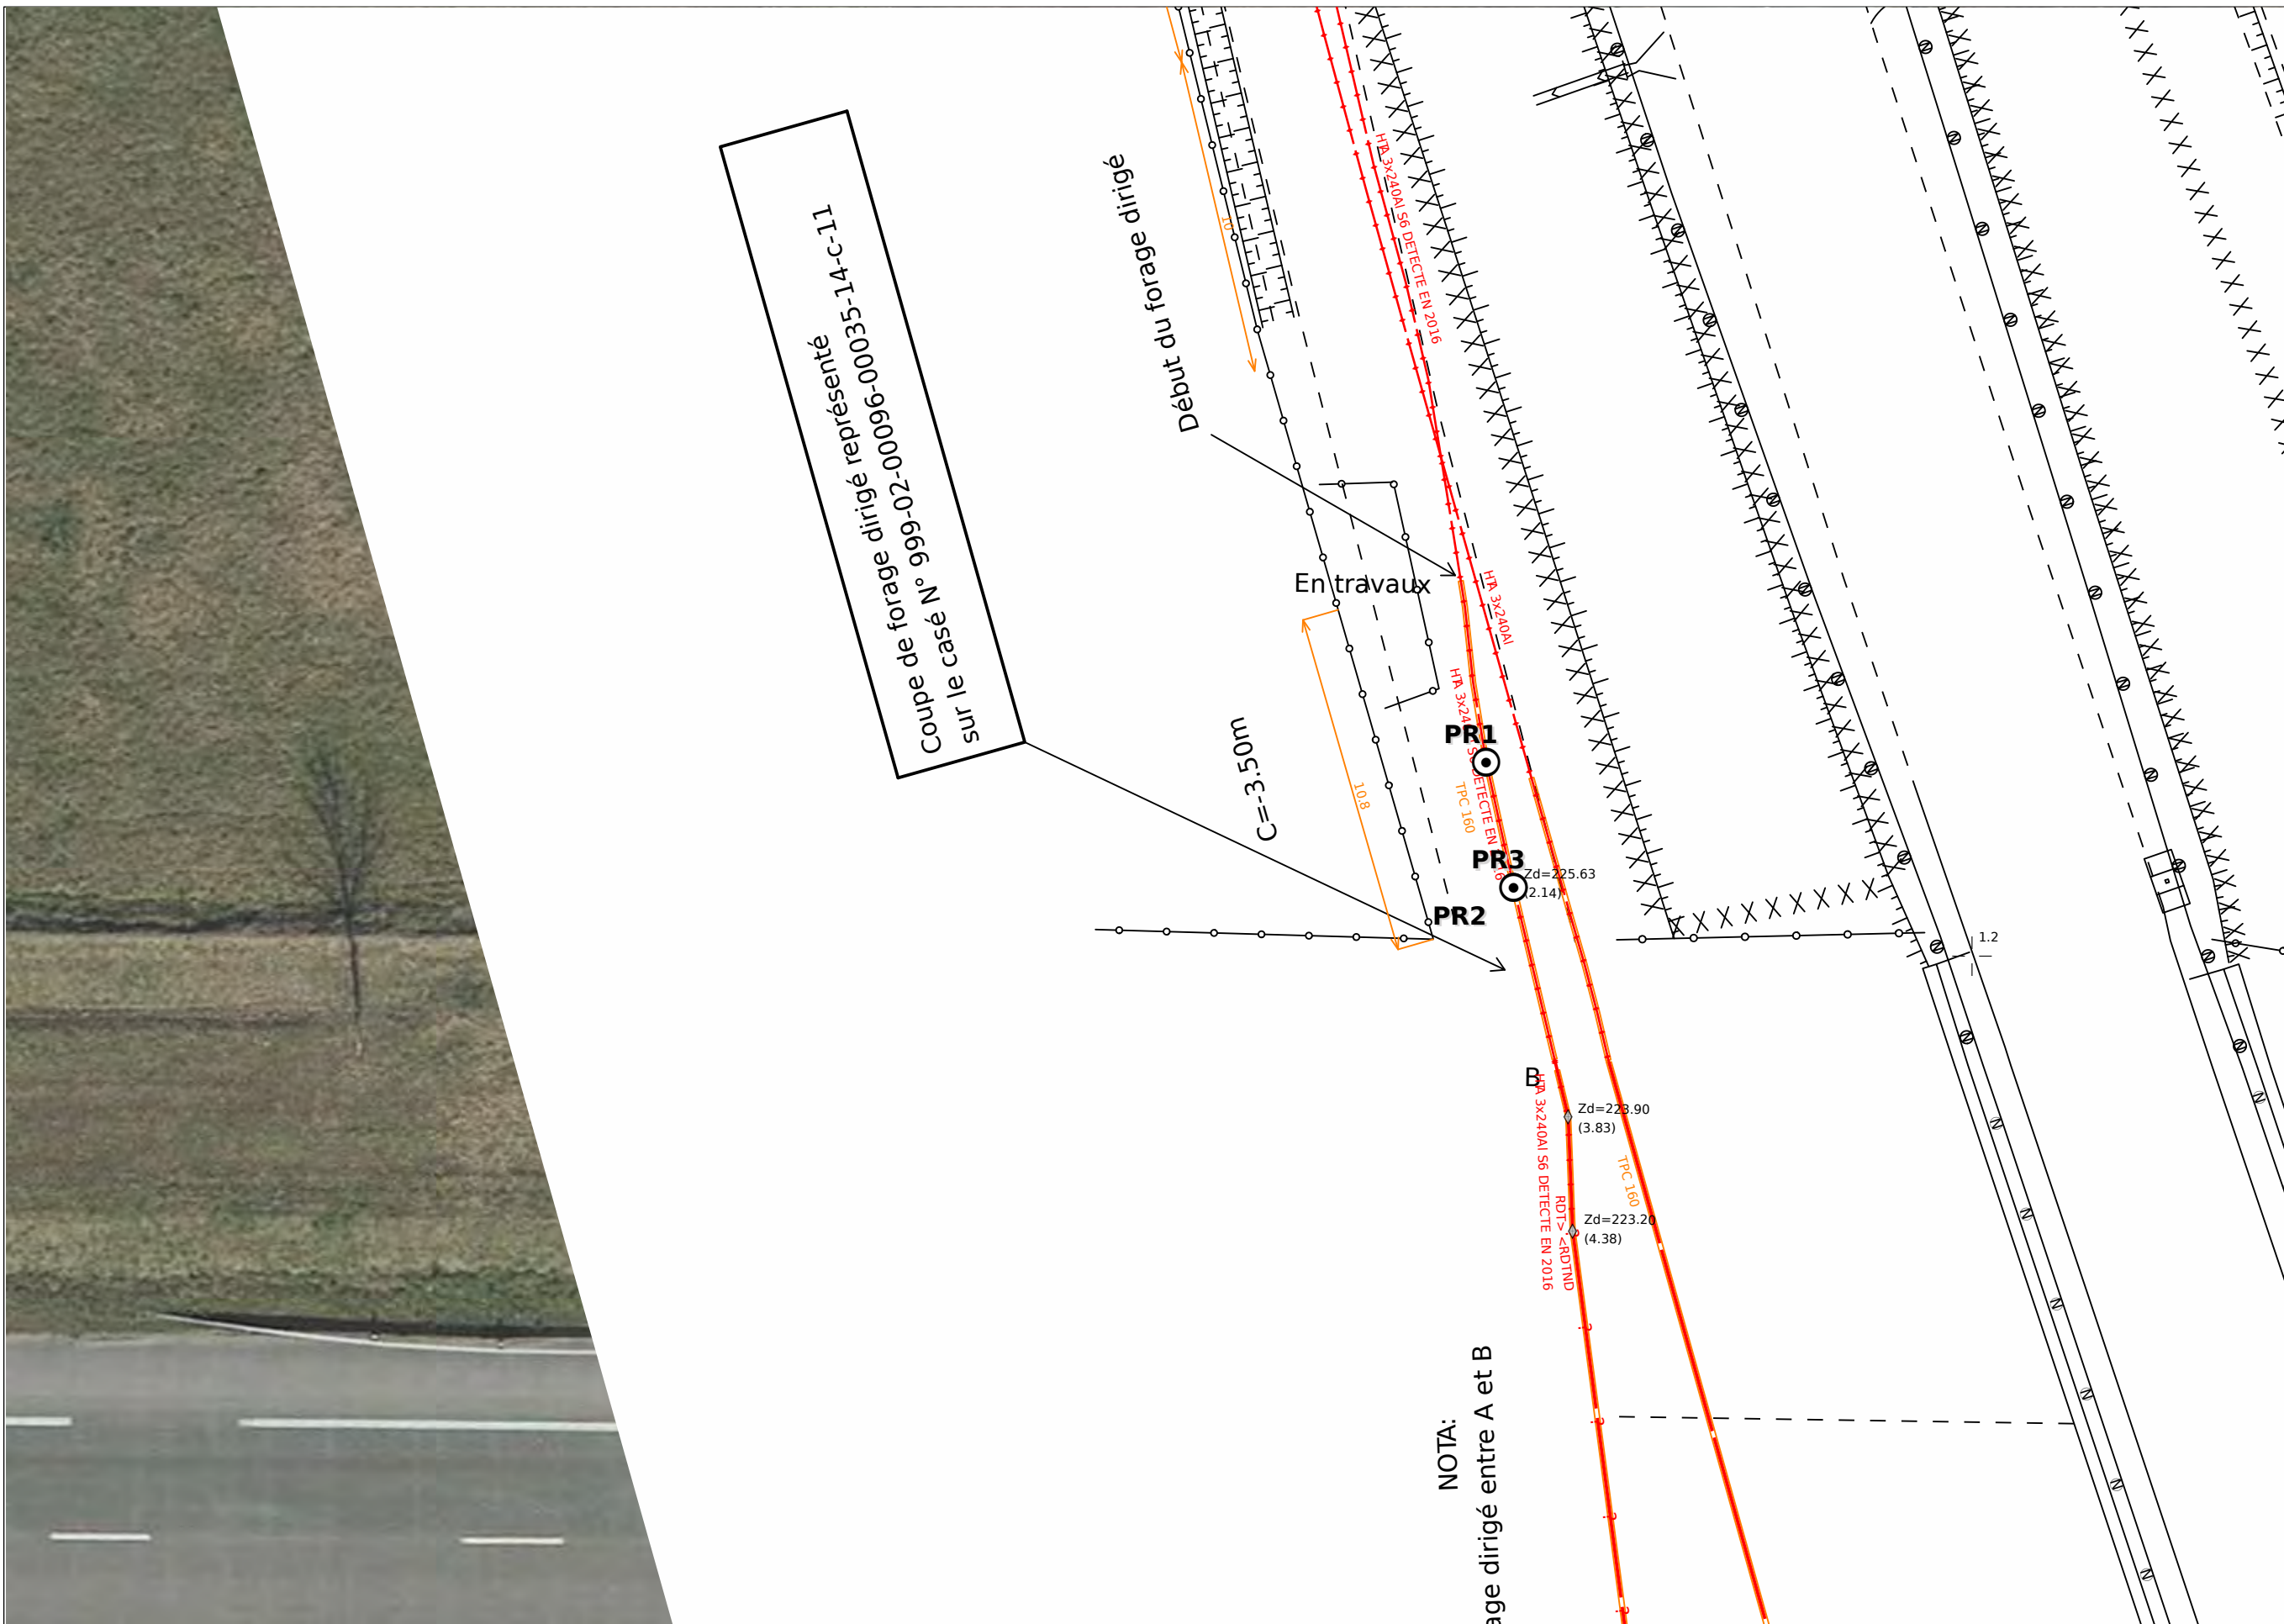 Coupe de forage dirigé représenté
sur le casé N° 999-02-000096-000035-14-c-11
Début du forage dirigé
10
HTA 3x240Al S6 DETECTE EN 2016
En travaux
HTA 3x240Al
C=-3.50m
10.8
PR1
TPC 160
PR3
Zd=225.63
(2.14)
PR2
1.2
B
HTA 3x240Al S6 DETECTE EN 2016
Zd=223.90
(3.83)
TPC 160
RDT> <RDTND
Zd=223.20
(4.38)
NOTA:
age dirigé entre A et B